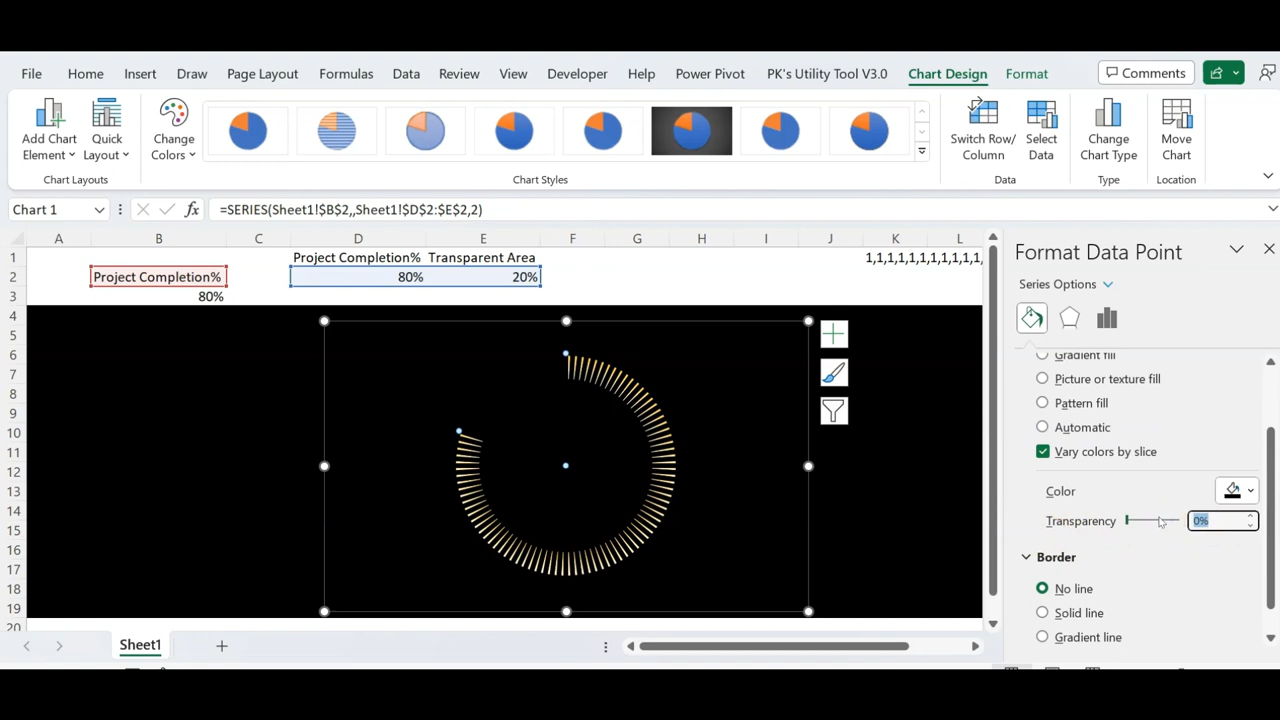 File Home Insert Draw Page Layout Formulas Data Review View Developer Help Power Pivot PK's Utility Tool V3.0 Chart Design Format Comments
Add Chart Element Quick Layout Change Colors Switch Row/ Column Select Data Change Chart Type Move Chart
Chart Layouts Chart Styles Data Type Location
Chart 1 fx =SERIES(Sheet1!$B$2,,Sheet1!$D$2:$E$2,2)
A B C D E F G H I J K L
1 Project Completion% Transparent Area 1,1,1,1,1,1,1,1,1,1,1,
2 Project Completion% 80% 20%
3 80%
4
5
6
7
8
9
10
11
12
13
14
15
16
17
18
19
20
Sheet1
Format Data Point
Series Options
Gradient fill
Picture or texture fill
Pattern fill
Automatic
Vary colors by slice
Color
Transparency 0%
Border
No line
Solid line
Gradient line